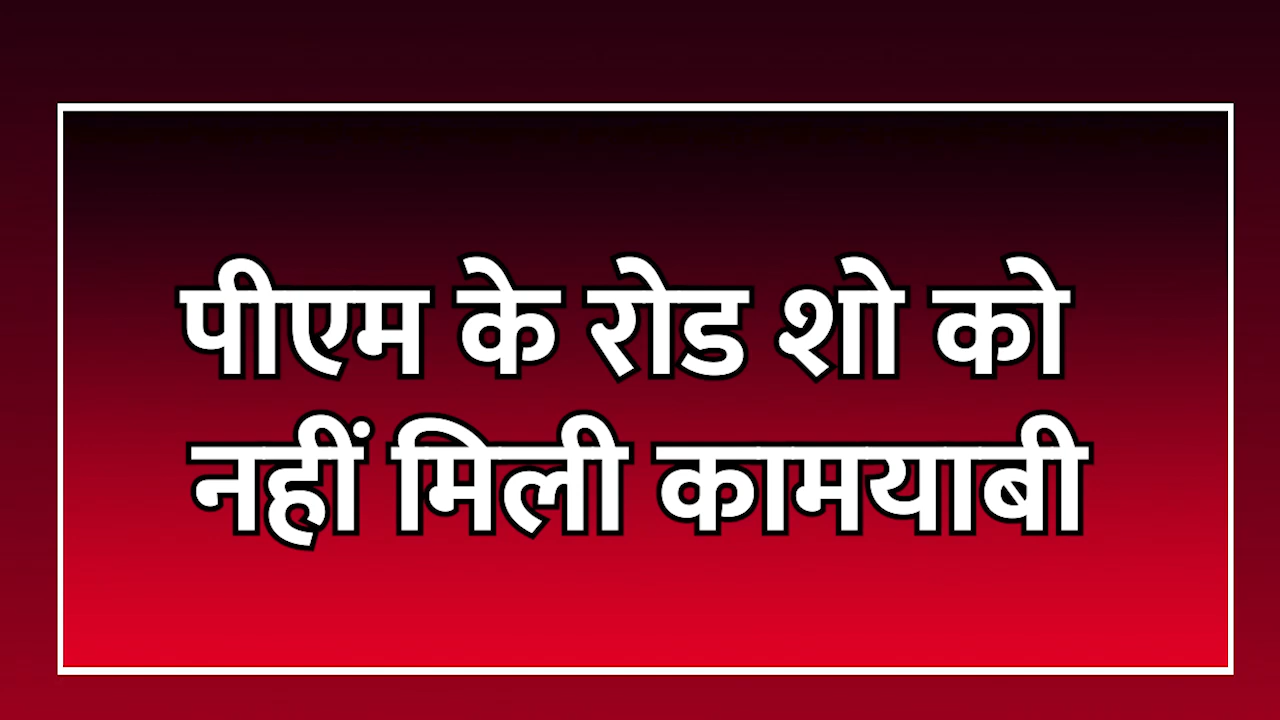 पीएम के रोड शो को
नहीं मिली कामयाबी